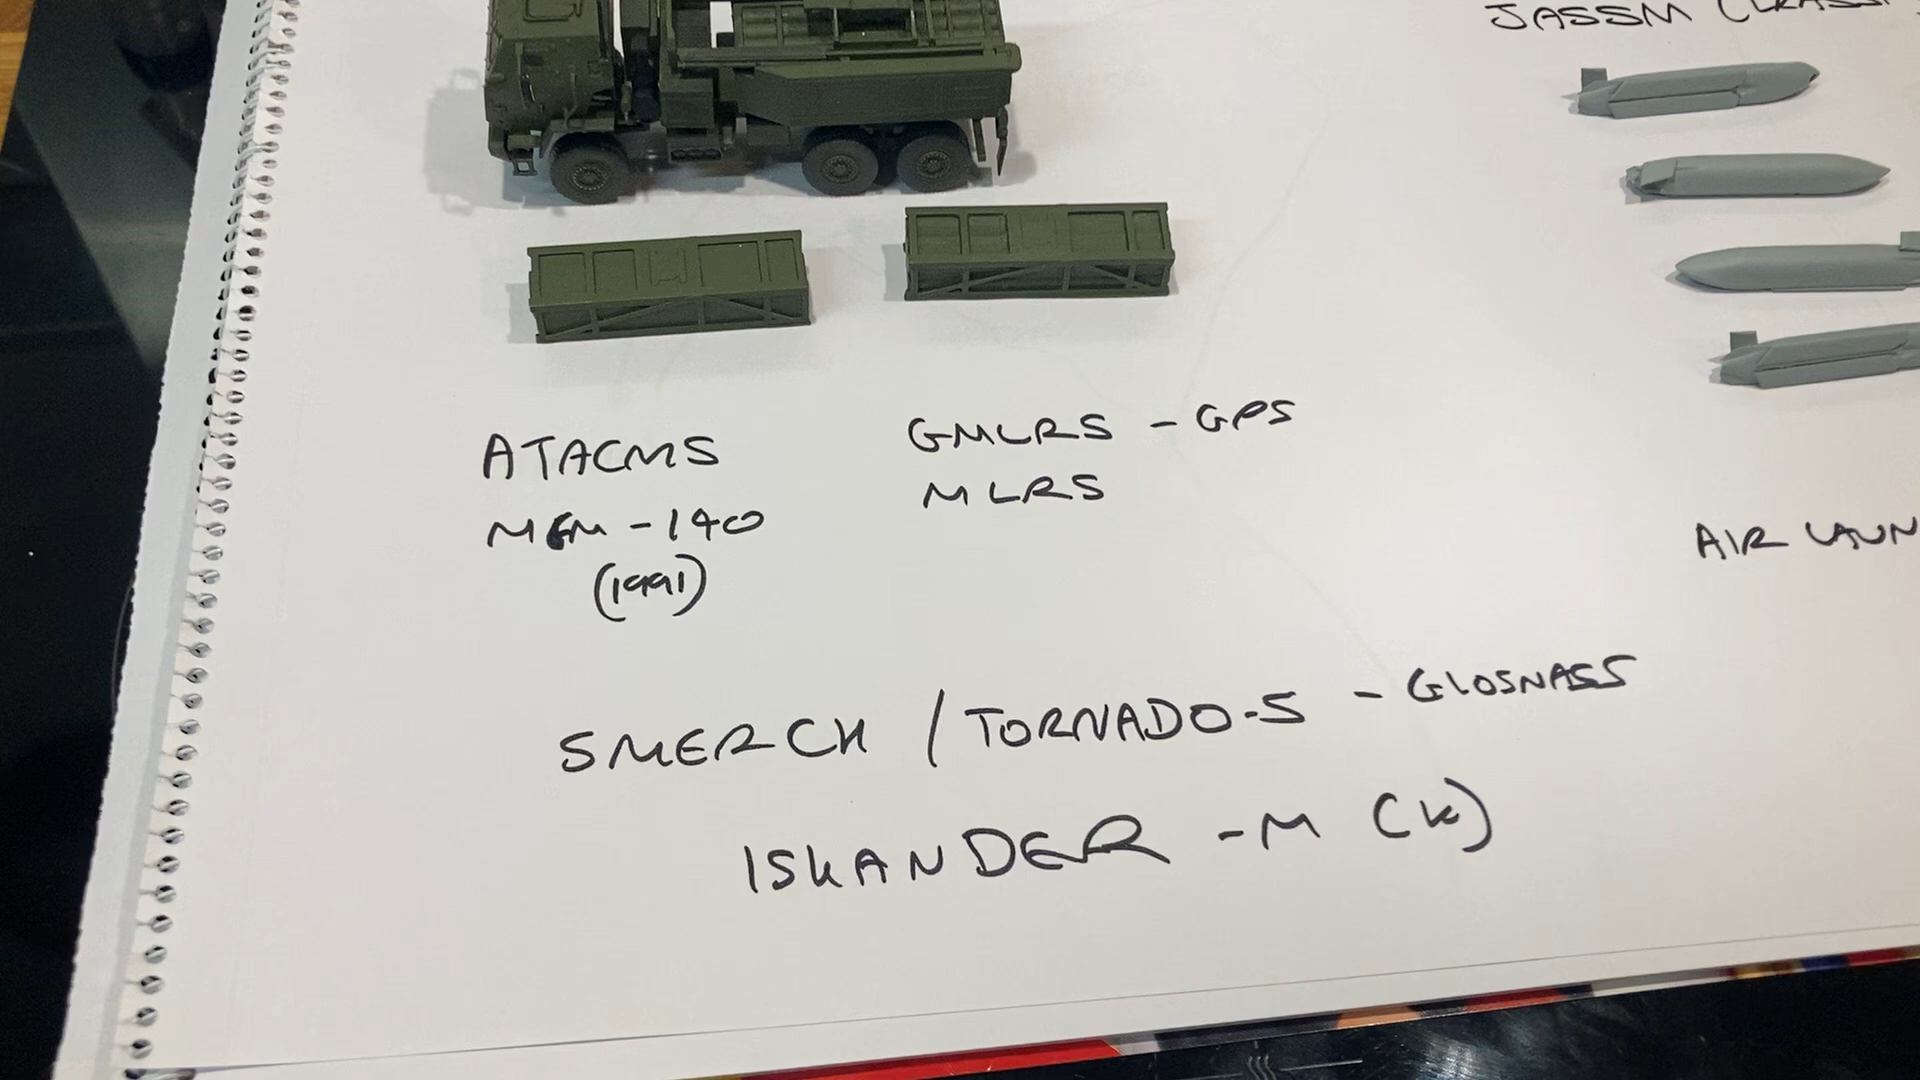 JASSM
ATACMS
MGM-140
(1991)
GMLRS - GPS
MLRS
AIR LAUN
SMERCH / TORNADO-S - GLOSNASS
ISKANDER -M (K)